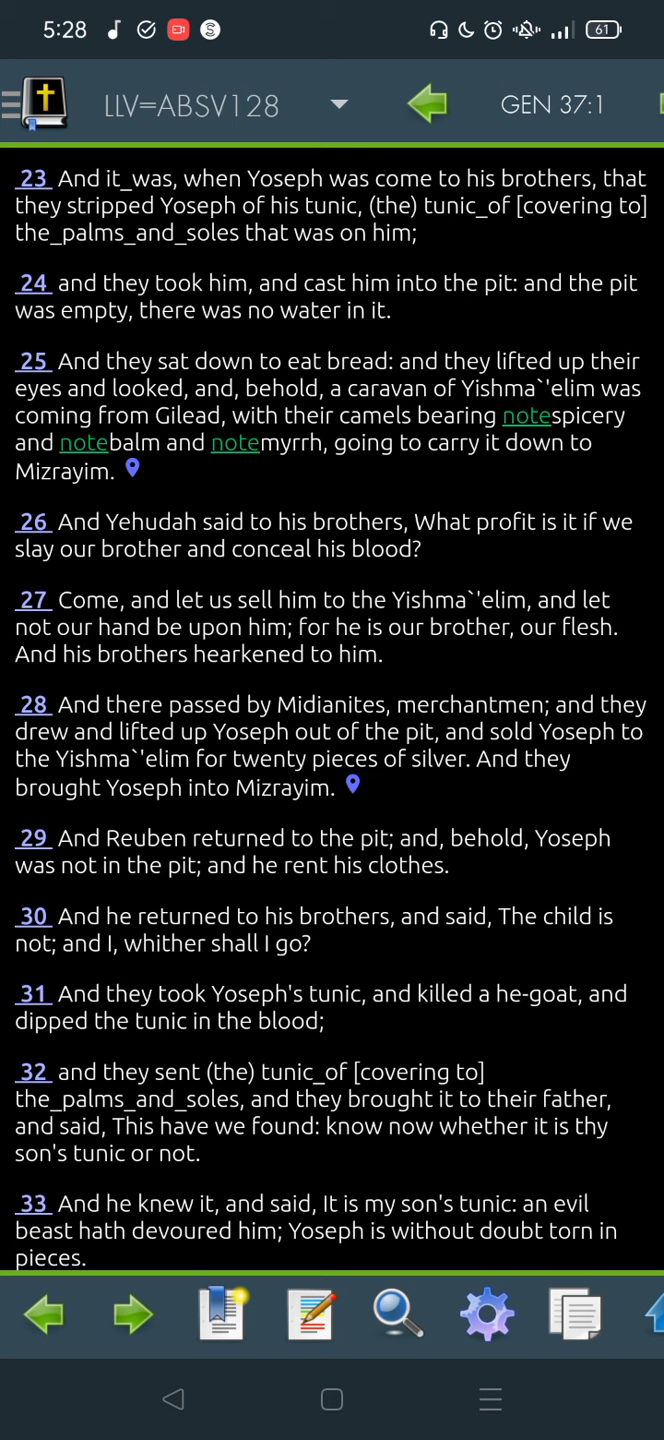 5:28
61
LLV=ABSV128
GEN 37:1
23 And it_was, when Yoseph was come to his brothers, that
they stripped Yoseph of his tunic, (the) tunic_of [covering to]
the_palms_and_soles that was on him;
24 and they took him, and cast him into the pit: and the pit
was empty, there was no water in it.
25 And they sat down to eat bread: and they lifted up their
eyes and looked, and, behold, a caravan of Yishma`'elim was
coming from Gilead, with their camels bearing notespicery
and notebalm and notemyrrh, going to carry it down to
Mizrayim.
26 And Yehudah said to his brothers, What profit is it if we
slay our brother and conceal his blood?
27 Come, and let us sell him to the Yishma`'elim, and let
not our hand be upon him; for he is our brother, our flesh.
And his brothers hearkened to him.
28 And there passed by Midianites, merchantmen; and they
drew and lifted up Yoseph out of the pit, and sold Yoseph to
the Yishma`'elim for twenty pieces of silver. And they
brought Yoseph into Mizrayim.
29 And Reuben returned to the pit; and, behold, Yoseph
was not in the pit; and he rent his clothes.
30 And he returned to his brothers, and said, The child is
not; and I, whither shall I go?
31 And they took Yoseph's tunic, and killed a he-goat, and
dipped the tunic in the blood;
32 and they sent (the) tunic_of [covering to]
the_palms_and_soles, and they brought it to their father,
and said, This have we found: know now whether it is thy
son's tunic or not.
33 And he knew it, and said, It is my son's tunic: an evil
beast hath devoured him; Yoseph is without doubt torn in
pieces.